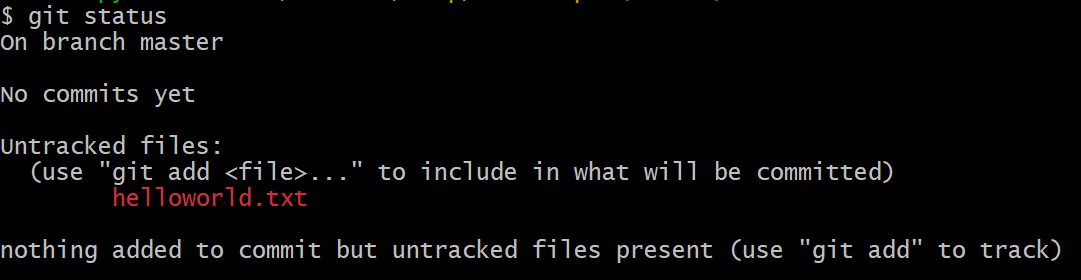 $ git status
On branch master
No commits yet
Untracked files:
(use "git add <file>..." to include in what will be committed)
helloworld.txt
nothing added to commit but untracked files present (use "git add" to track)